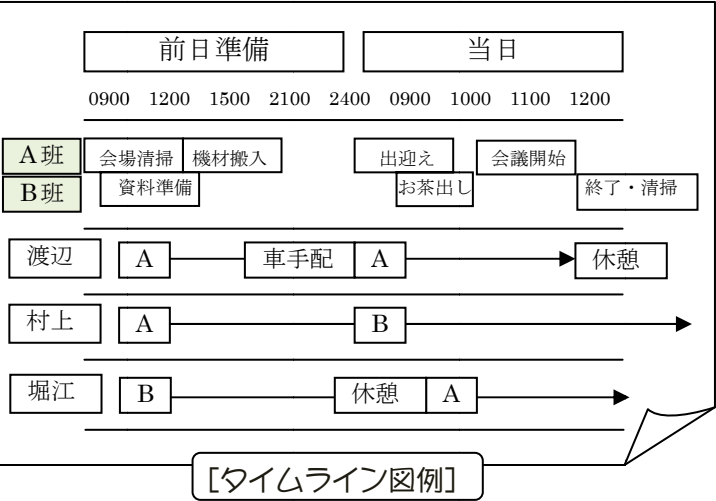 前日準備 当日
0900 1200 1500 2100 2400 0900 1000 1100 1200
A班 会場清掃 機材搬入 出迎え 会議開始
B班 資料準備 お茶出し 終了・清掃
渡辺 A 車手配 A 休憩
村上 A B
堀江 B 休憩 A
[タイムライン図例]